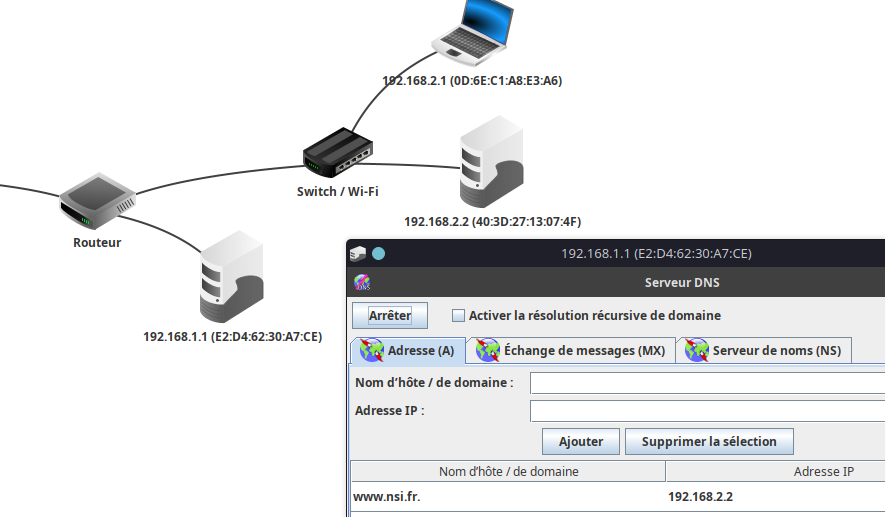 192.168.2.1 (0D:6E:C1:A8:E3:A6)
Switch / Wi-Fi
192.168.2.2 (40:3D:27:13:07:4F)
Routeur
192.168.1.1 (E2:D4:62:30:A7:CE)
192.168.1.1 (E2:D4:62:30:A7:CE)
DNS
Serveur DNS
Arrêter
Activer la résolution récursive de domaine
Adresse (A)
Échange de messages (MX)
Serveur de noms (NS)
Nom d’hôte / de domaine :
Adresse IP :
Ajouter
Supprimer la sélection
Nom d’hôte / de domaine
Adresse IP
www.nsi.fr.
192.168.2.2